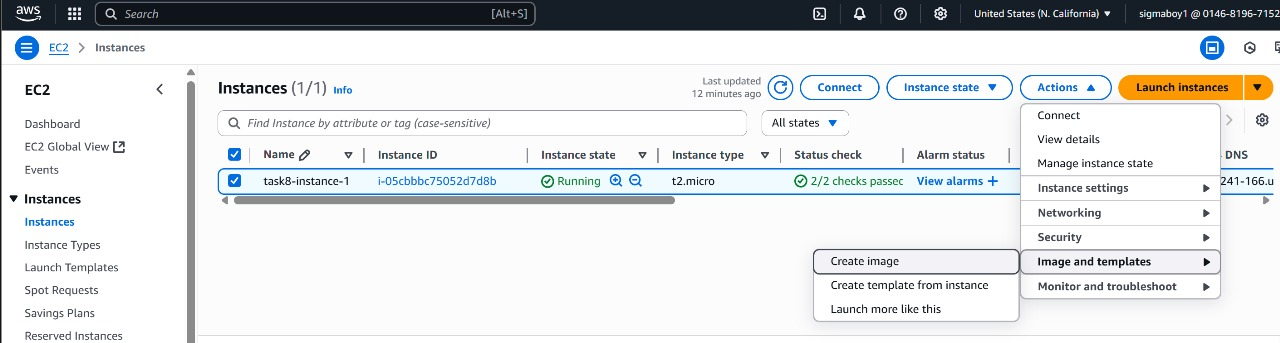 aws
Search [Alt+S]
United States (N. California)
sigmaboy1 @ 0146-8196-7152
EC2 > Instances
EC2
Dashboard
EC2 Global View
Events
Instances
Instances
Instance Types
Launch Templates
Spot Requests
Savings Plans
Reserved Instances
Instances (1/1) Info
Last updated
12 minutes ago
Connect
Instance state
Actions
Launch instances
Find Instance by attribute or tag (case-sensitive)
All states
Name Instance ID Instance state Instance type Status check Alarm status DNS
task8-instance-1 i-05cbbbc75052d7d8b Running t2.micro 2/2 checks passec View alarms + 241-166.u
Connect
View details
Manage instance state
Instance settings
Networking
Security
Image and templates
Monitor and troubleshoot
Create image
Create template from instance
Launch more like this